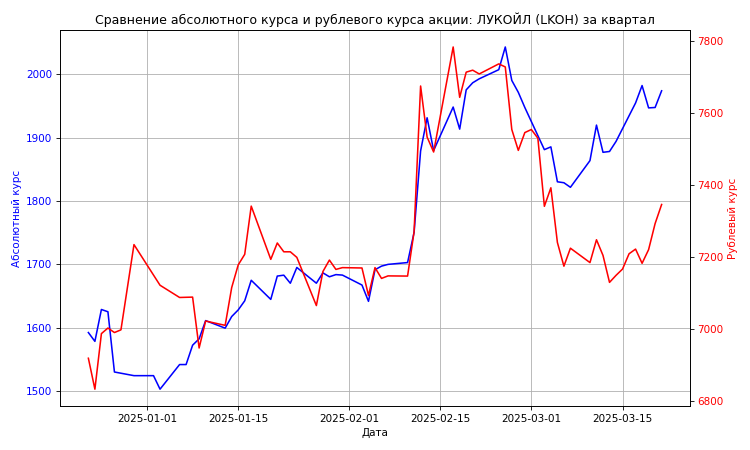 Сравнение абсолютного курса и рублевого курса акции: ЛУКОЙЛ (LKOH) за квартал
7800
2000
7600
1900
7400
Абсолютный курс
1800
Рублевый курс
7200
1700
7000
1600
1500
6800
2025-01-01 2025-01-15 2025-02-01 2025-02-15 2025-03-01 2025-03-15
Дата